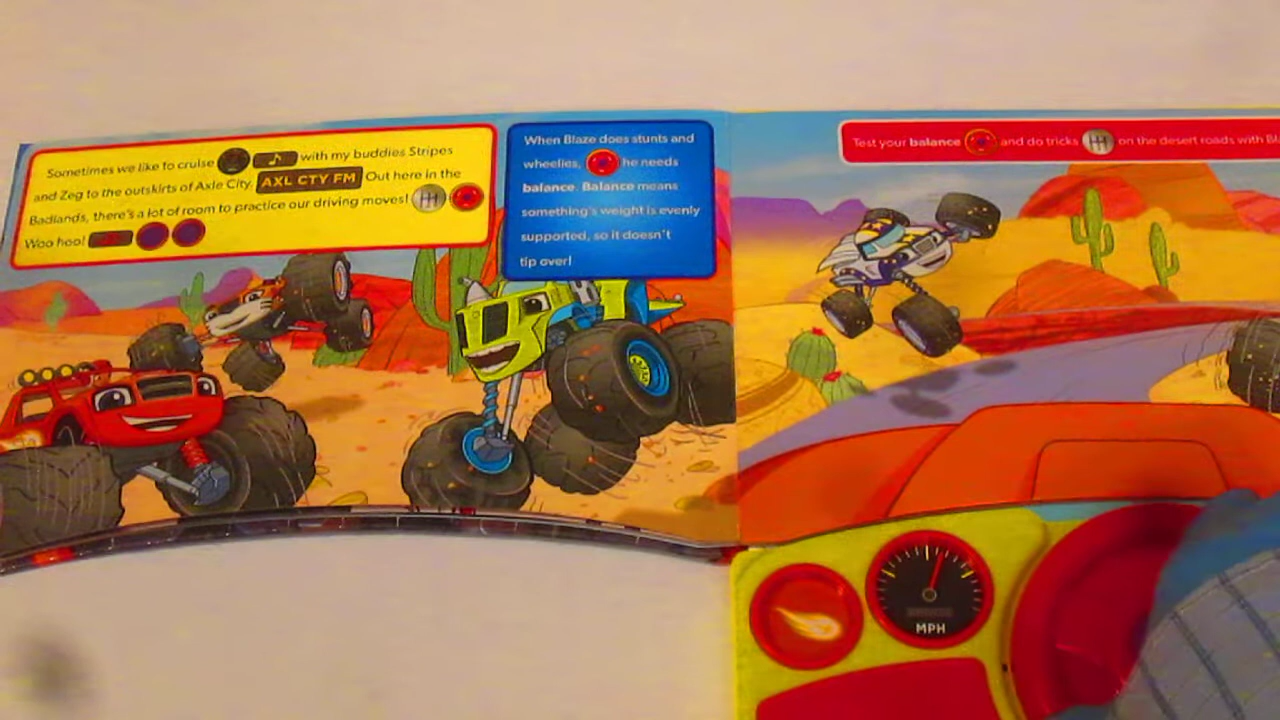 Sometimes we like to cruise with my buddies Stripes
and Zeg to the outskirts of Axle City. AXL CTY FM Out here in the
Badlands, there's a lot of room to practice our driving moves!
Woo hoo!
When Blaze does stunts and
wheelies, he needs
balance. Balance means
something's weight is evenly
supported, so it doesn't
tip over!
Test your balance and do tricks on the desert roads with
MPH